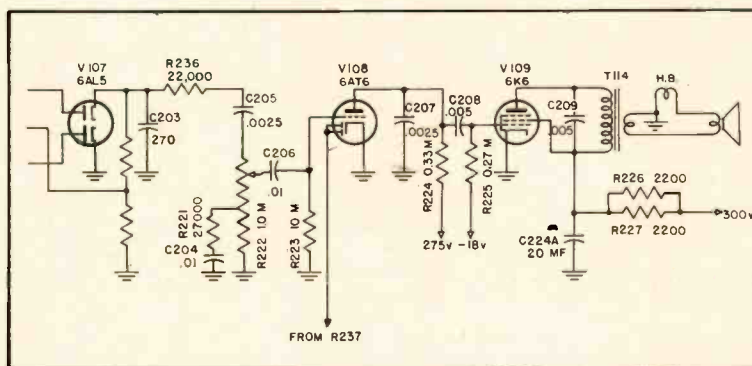 V107
6AL5
R236
22,000
C203
270
C205
.0025
R221
27000
C204
.01
R222 1.0 M
C206
.01
R223 10 M
V108
6AT6
FROM R237
C207
.0025
C208
.005
R224 0.33 M
R225 0.27 M
275v -18v
V109
6K6
C209
.005
T114
H.B.
R226 2200
R227 2200
300v
C224A
20 MF